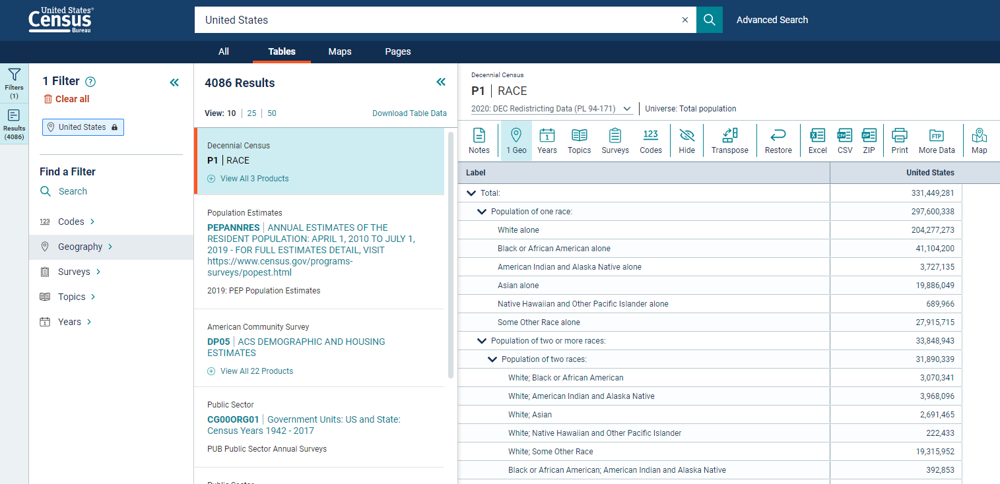 United States®
Census
Bureau
United States
×
Advanced Search
All
Tables
Maps
Pages
Filters
(1)
Results
(4086)
1 Filter ?
Clear all
United States
Find a Filter
Search
123 Codes
Geography
Surveys
Topics
1 Years
4086 Results
View: 10 | 25 | 50
Download Table Data
Decennial Census
P1 | RACE
View All 3 Products
Population Estimates
PEPANNRES | ANNUAL ESTIMATES OF THE
RESIDENT POPULATION: APRIL 1, 2010 TO JULY 1,
2019 - FOR FULL ESTIMATES DETAIL, VISIT
https://www.census.gov/programs-
surveys/popest.html
2019: PEP Population Estimates
American Community Survey
DP05 | ACS DEMOGRAPHIC AND HOUSING
ESTIMATES
View All 22 Products
Public Sector
CG00ORG01 | Government Units: US and State:
Census Years 1942 - 2017
PUB Public Sector Annual Surveys
Public Sector
Decennial Census
P1 | RACE
2020: DEC Redistricting Data (PL 94-171) | Universe: Total population
Notes
1 Geo
1
Years
Topics
Surveys
123
Codes
Hide
Transpose
Restore
X
Excel
CSV
CSV
ZIP
ZIP
Print
FTP
More Data
Map
Label United States
Total: 331,449,281
Population of one race: 297,600,338
White alone 204,277,273
Black or African American alone 41,104,200
American Indian and Alaska Native alone 3,727,135
Asian alone 19,886,049
Native Hawaiian and Other Pacific Islander alone 689,966
Some Other Race alone 27,915,715
Population of two or more races: 33,848,943
Population of two races: 31,890,339
White; Black or African American 3,070,341
White; American Indian and Alaska Native 3,968,096
White; Asian 2,691,465
White; Native Hawaiian and Other Pacific Islander 222,433
White; Some Other Race 19,315,952
Black or African American; American Indian and Alaska Native 392,853